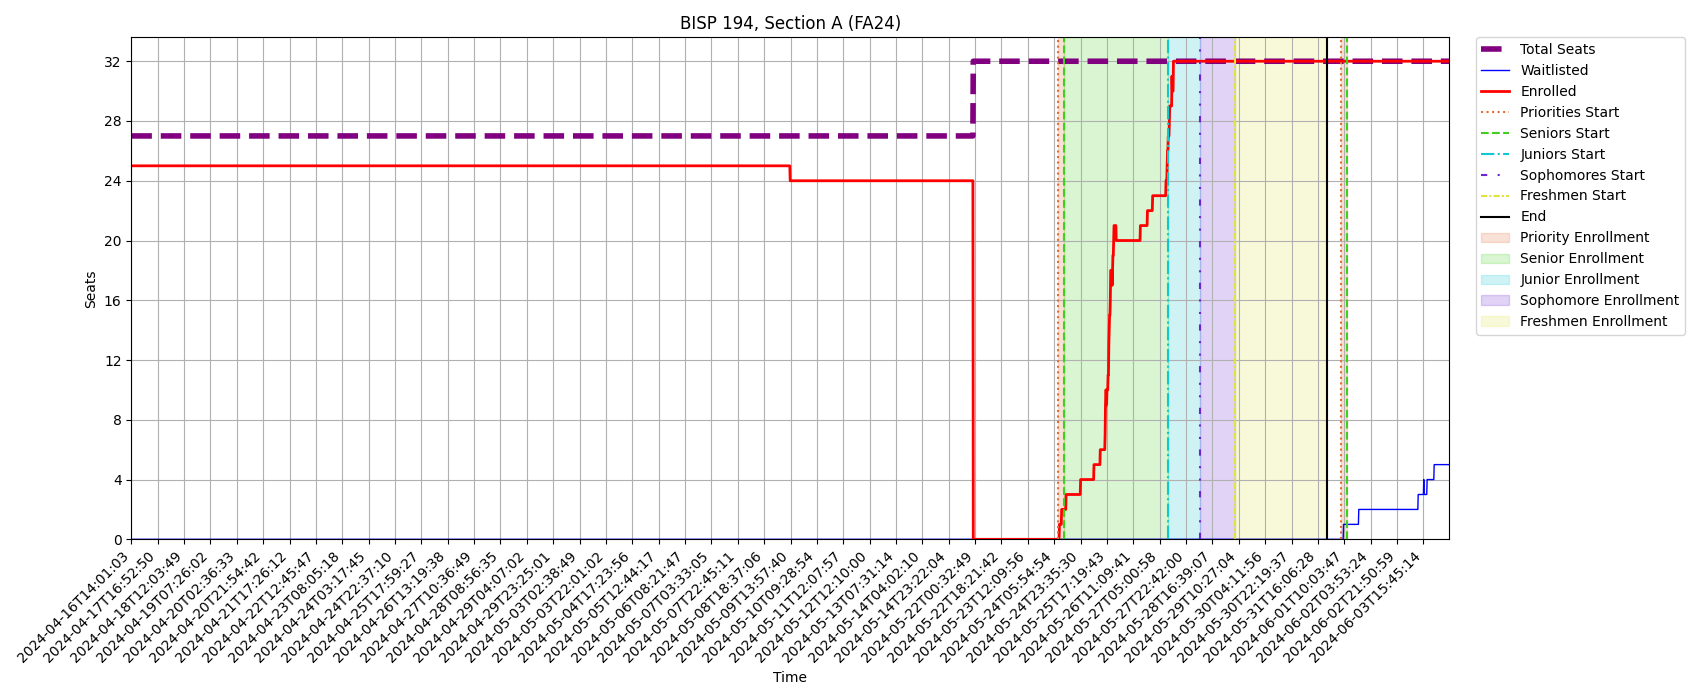 BISP 194, Section A (FA24)
Total Seats
Waitlisted
Enrolled
Priorities Start
Seniors Start
Juniors Start
Sophomores Start
Freshmen Start
End
Priority Enrollment
Senior Enrollment
Junior Enrollment
Sophomore Enrollment
Freshmen Enrollment
Seats
32
28
24
20
16
12
8
4
0
2024-04-16T14:01:03
2024-04-17T16:52:50
2024-04-18T12:03:49
2024-04-19T07:26:02
2024-04-20T02:36:33
2024-04-20T21:54:42
2024-04-21T17:26:12
2024-04-22T12:45:47
2024-04-23T08:05:18
2024-04-24T03:17:45
2024-04-24T22:37:10
2024-04-25T17:59:27
2024-04-26T13:19:38
2024-04-27T10:36:49
2024-04-28T08:56:35
2024-04-29T04:07:02
2024-04-29T23:25:01
2024-05-03T02:38:49
2024-05-03T22:01:02
2024-05-04T17:23:56
2024-05-05T12:44:17
2024-05-06T08:21:47
2024-05-07T03:33:05
2024-05-07T22:45:11
2024-05-08T18:37:06
2024-05-09T13:57:40
2024-05-10T09:28:54
2024-05-11T12:07:57
2024-05-12T12:10:00
2024-05-13T07:31:14
2024-05-14T04:02:10
2024-05-14T23:22:04
2024-05-22T00:32:49
2024-05-22T18:21:42
2024-05-23T12:09:56
2024-05-24T05:54:54
2024-05-24T23:35:30
2024-05-25T17:19:43
2024-05-26T11:09:41
2024-05-27T05:00:58
2024-05-27T22:42:00
2024-05-28T16:39:07
2024-05-29T10:27:04
2024-05-30T04:11:56
2024-05-30T22:19:37
2024-05-31T16:06:28
2024-06-01T10:03:47
2024-06-02T03:53:24
2024-06-02T21:50:59
2024-06-03T15:45:14
Time